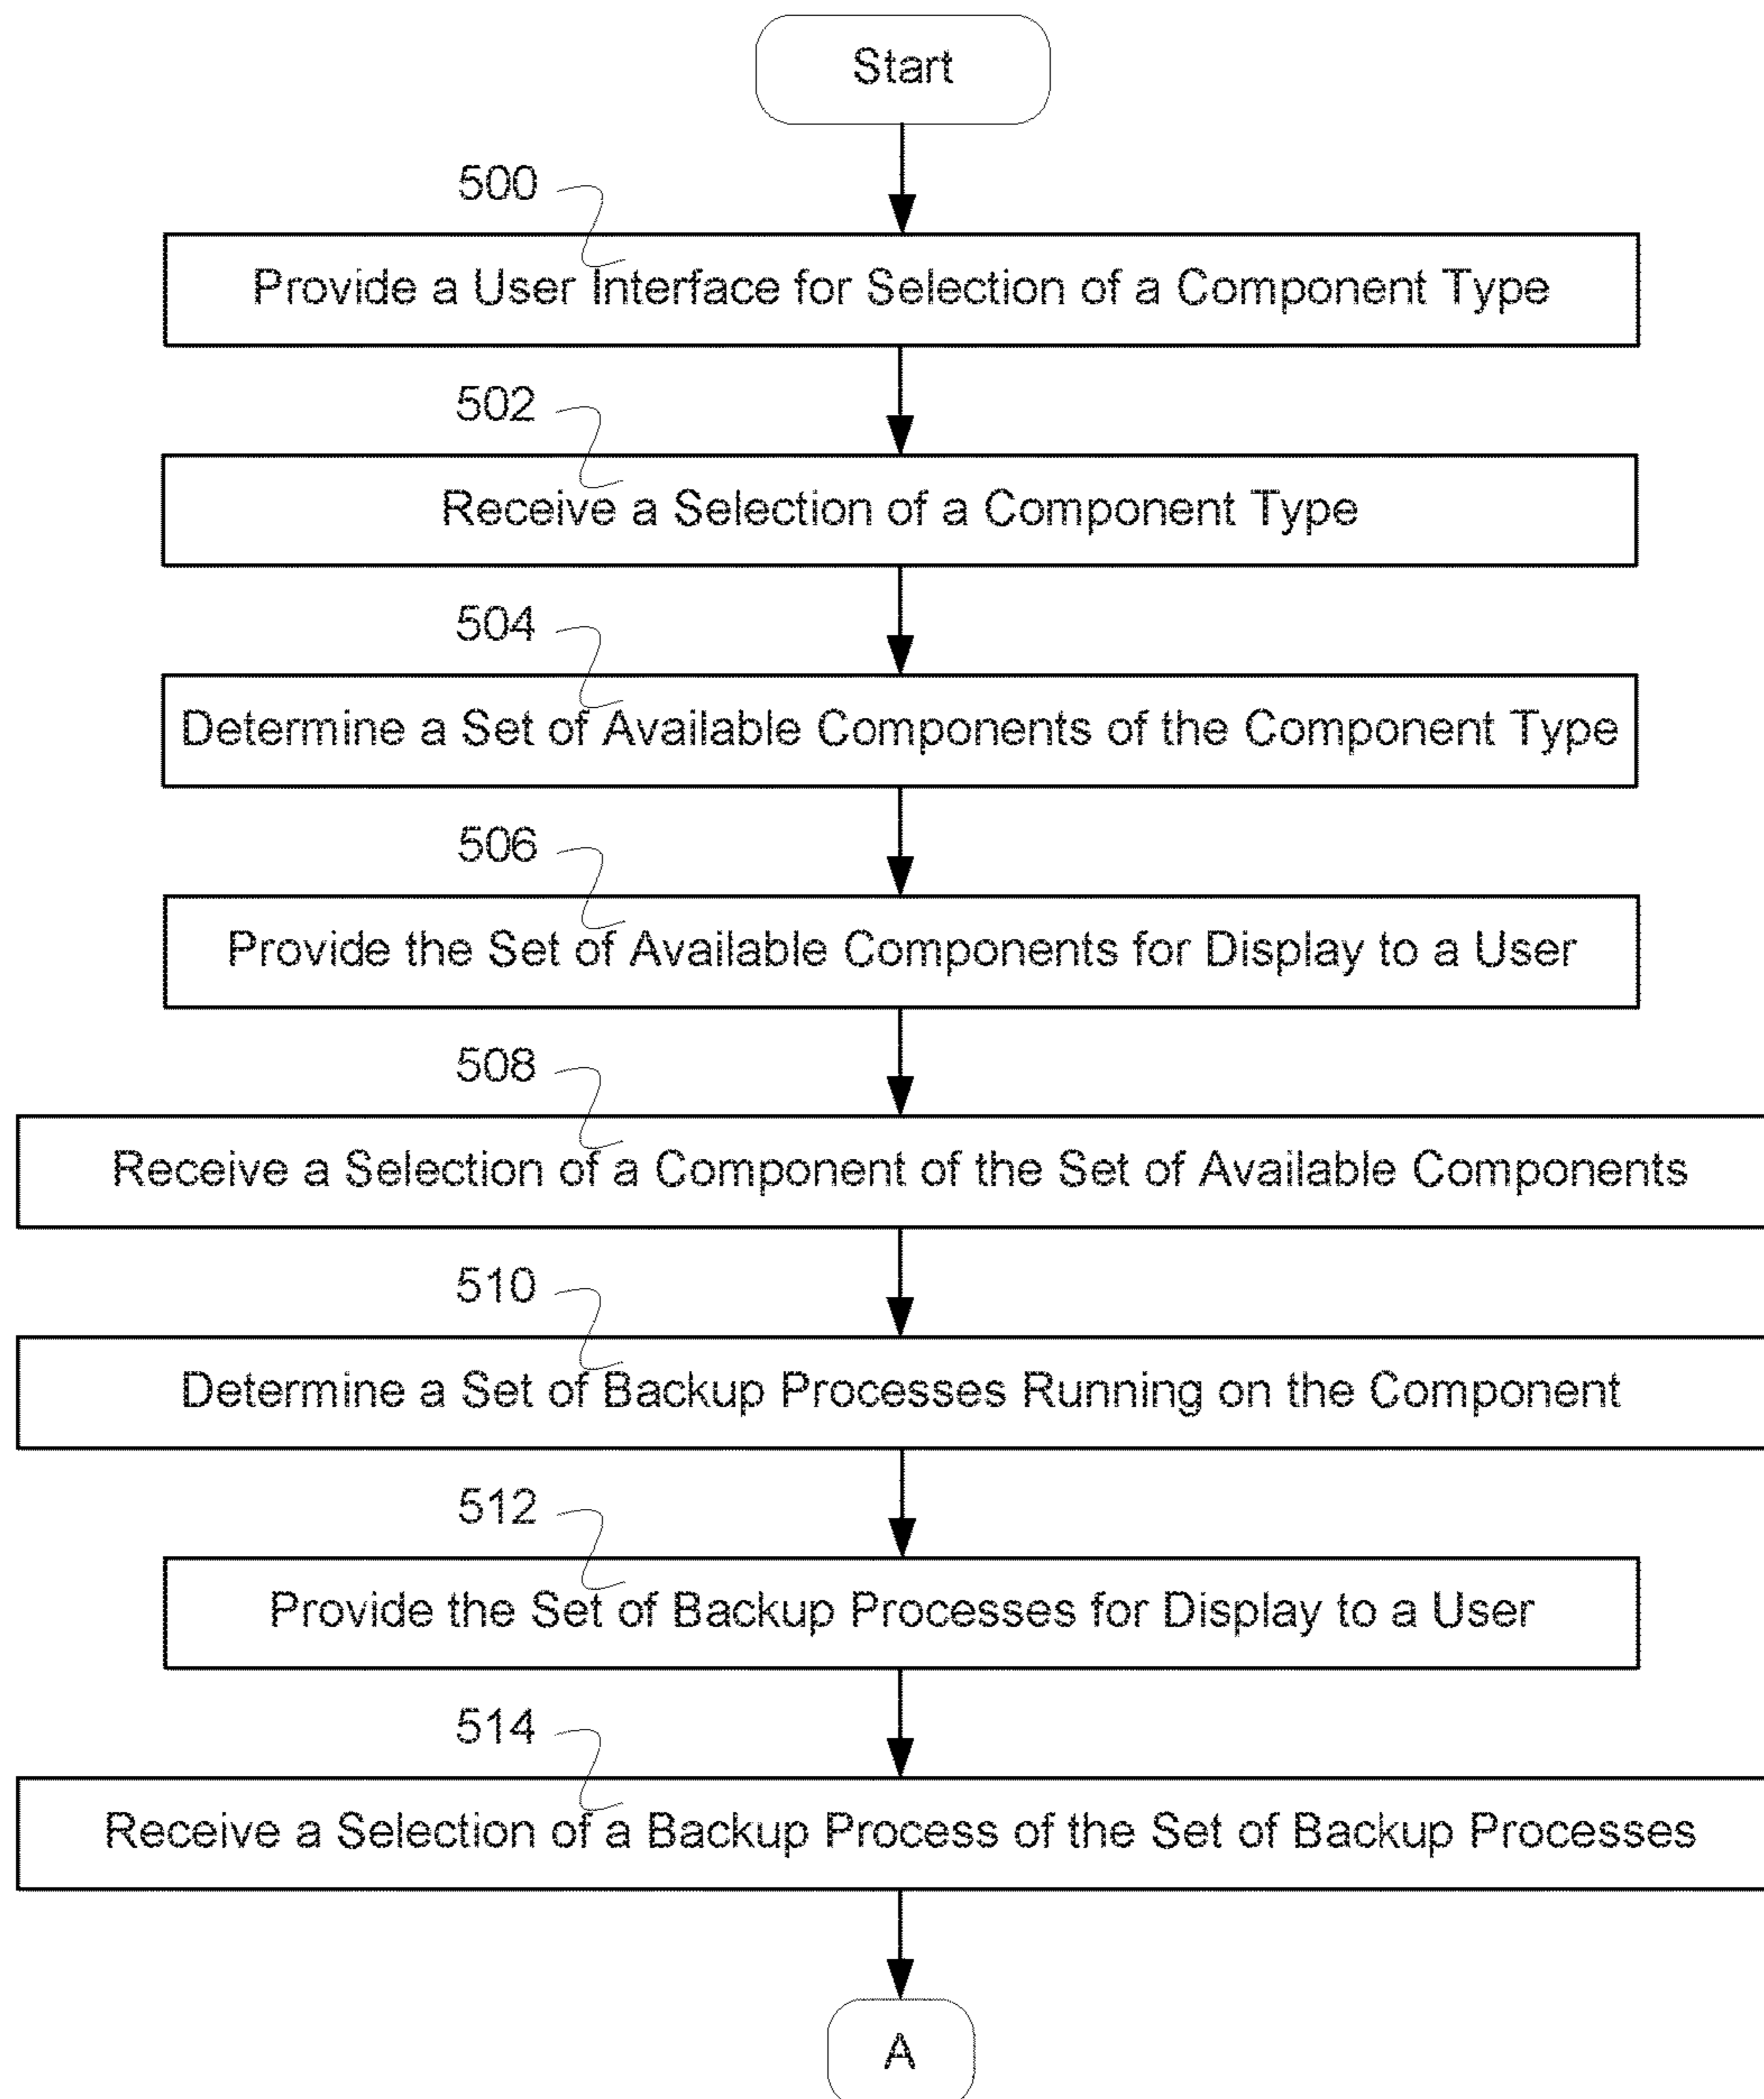 Start
500
Provide a User Interface for Selection of a Component Type
502
Receive a Selection of a Component Type
504
Determine a Set of Available Components of the Component Type
506
Provide the Set of Available Components for Display to a User
508
Receive a Selection of a Component of the Set of Available Components
510
Determine a Set of Backup Processes Running on the Component
512
Provide the Set of Backup Processes for Display to a User
514
Receive a Selection of a Backup Process of the Set of Backup Processes
A